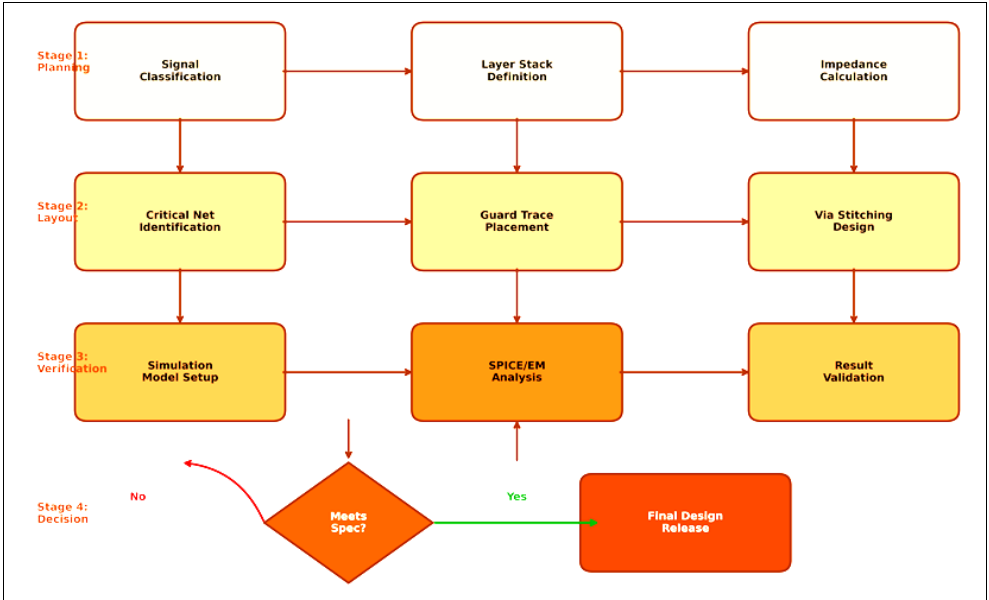 Stage 1:
Planning
Signal
Classification
Layer Stack
Definition
Impedance
Calculation
Stage 2:
Layout
Critical Net
Identification
Guard Trace
Placement
Via Stitching
Design
Stage 3:
Verification
Simulation
Model Setup
SPICE/EM
Analysis
Result
Validation
No
Yes
Stage 4:
Decision
Meets
Spec?
Final Design
Release